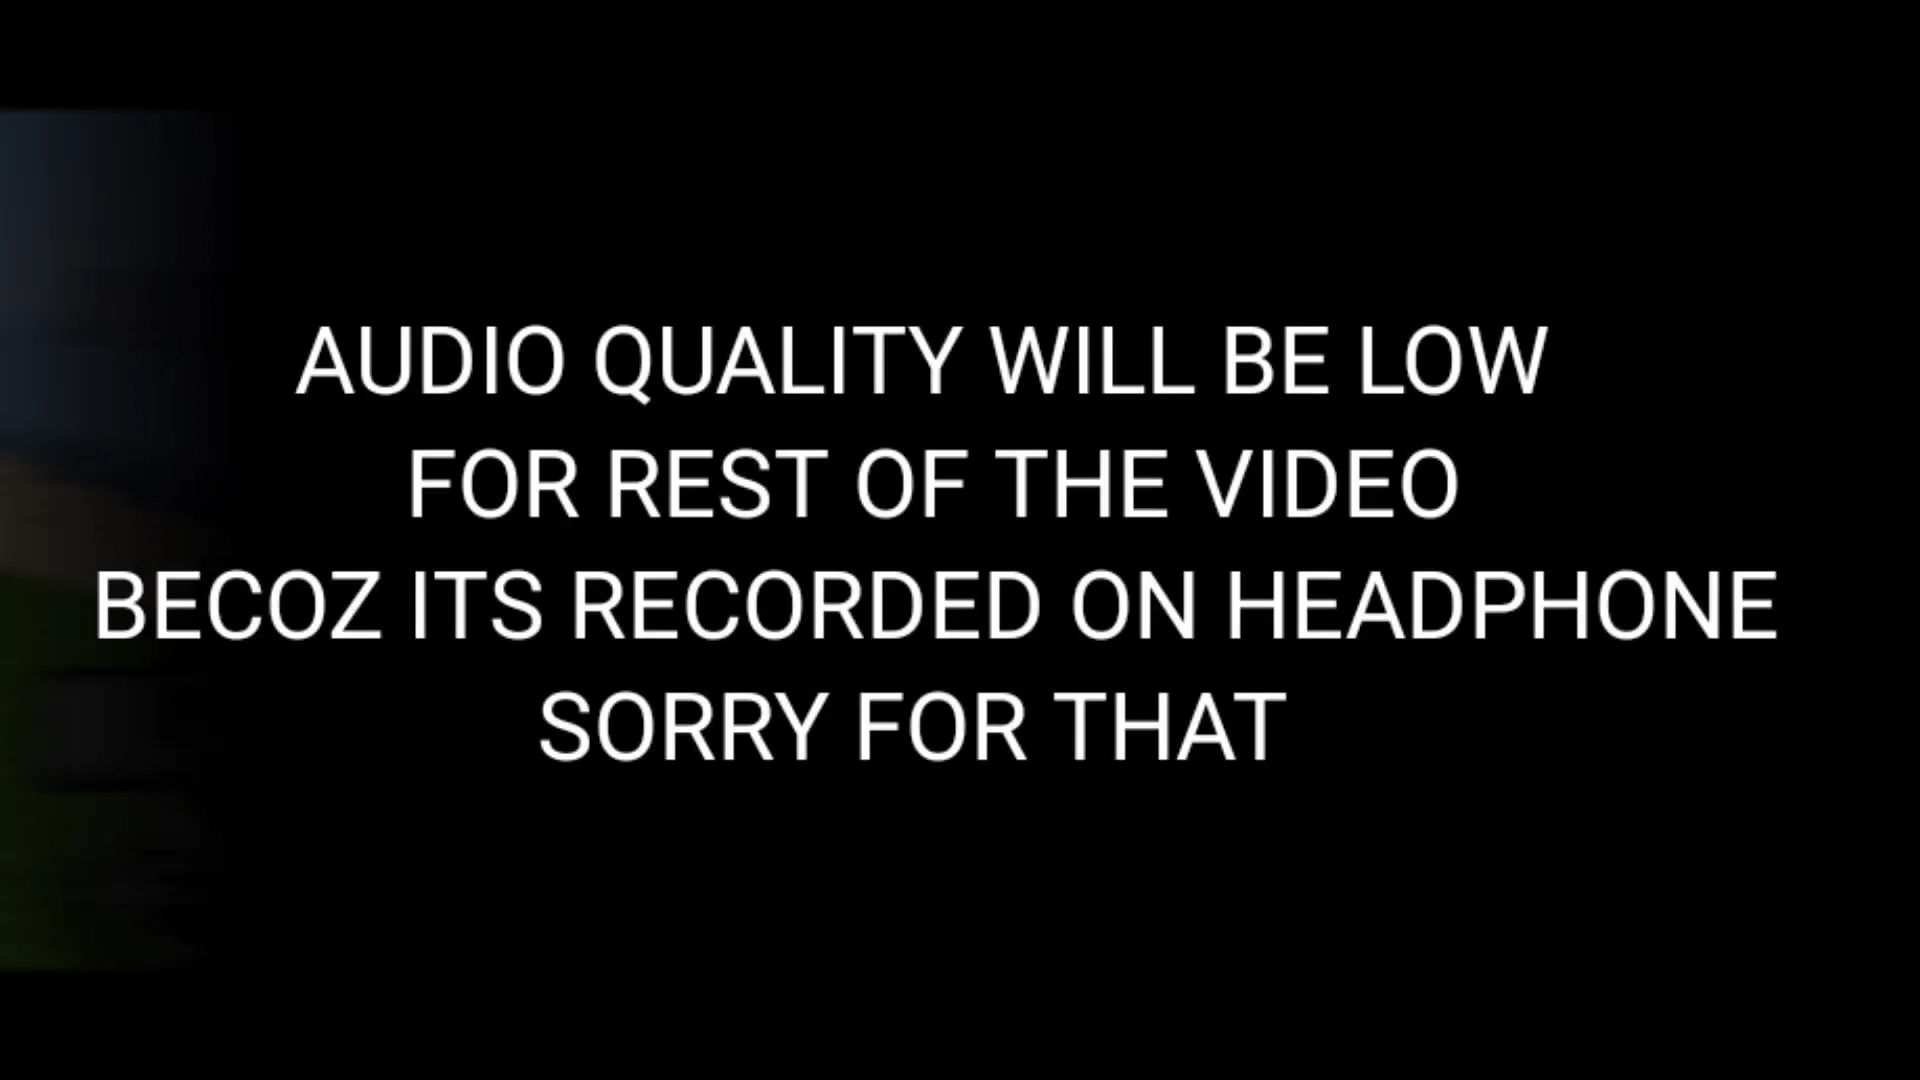 AUDIO QUALITY WILL BE LOW
FOR REST OF THE VIDEO
BECOZ ITS RECORDED ON HEADPHONE
SORRY FOR THAT